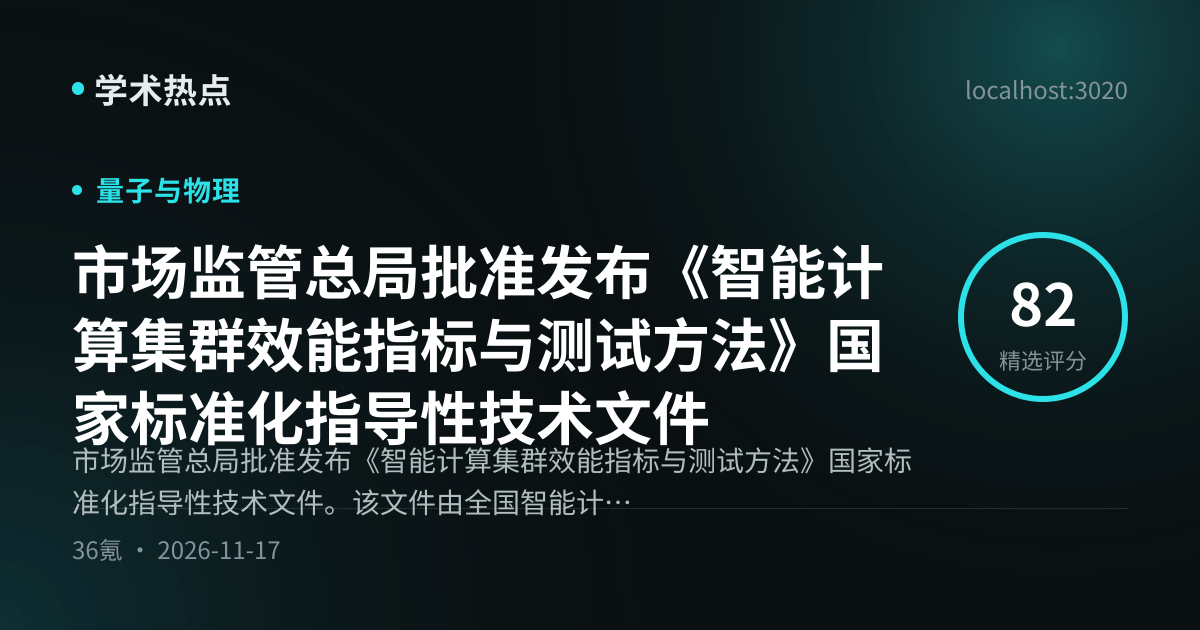 学术热点
localhost:3020
量子与物理
市场监管总局批准发布《智能计
算集群效能指标与测试方法》国
家标准化指导性技术文件
82
精选评分
市场监管总局批准发布《智能计算集群效能指标与测试方法》国家标
准化指导性技术文件。该文件由全国智能计…
36氪 · 2026-11-17